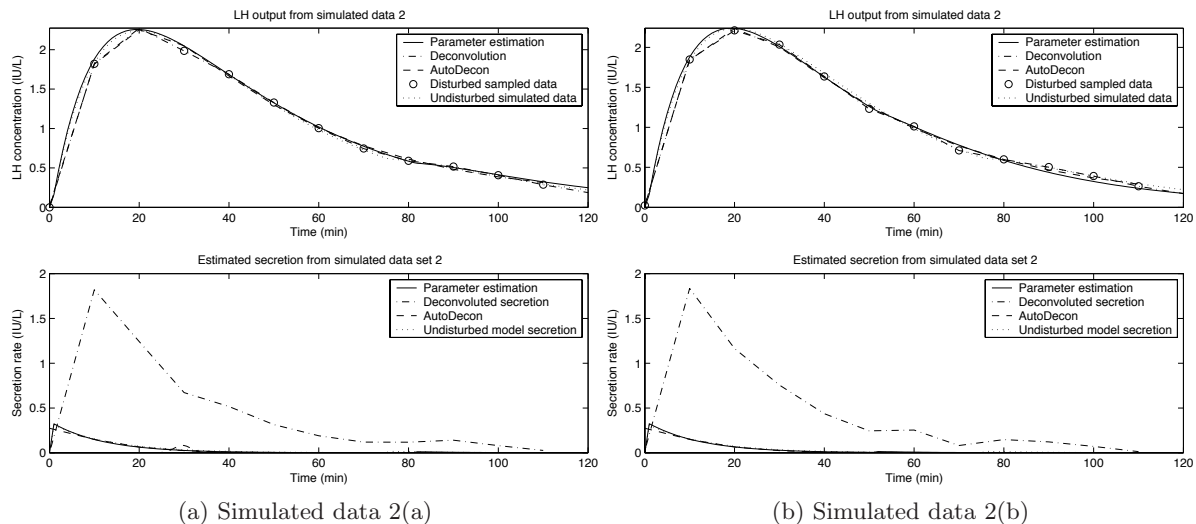 LH output from simulated data 2
LH concentration (IU/L)
2
1.5
1
0.5
0
Parameter estimation
Deconvolution
AutoDecon
Disturbed sampled data
Undisturbed simulated data
0 20 40 60 80 100 120
Time (min)
Estimated secretion from simulated data set 2
Secretion rate (IU/L)
2
1.5
1
0.5
0
Parameter estimation
Deconvoluted secretion
AutoDecon
Undisturbed model secretion
0 20 40 60 80 100 120
Time (min)
(a) Simulated data 2(a)
LH output from simulated data 2
LH concentration (IU/L)
2
1.5
1
0.5
0
Parameter estimation
Deconvolution
AutoDecon
Disturbed sampled data
Undisturbed simulated data
0 20 40 60 80 100 120
Time (min)
Estimated secretion from simulated data set 2
Secretion rate (IU/L)
2
1.5
1
0.5
0
Parameter estimation
Deconvoluted secretion
AutoDecon
Undisturbed model secretion
0 20 40 60 80 100 120
Time (min)
(b) Simulated data 2(b)